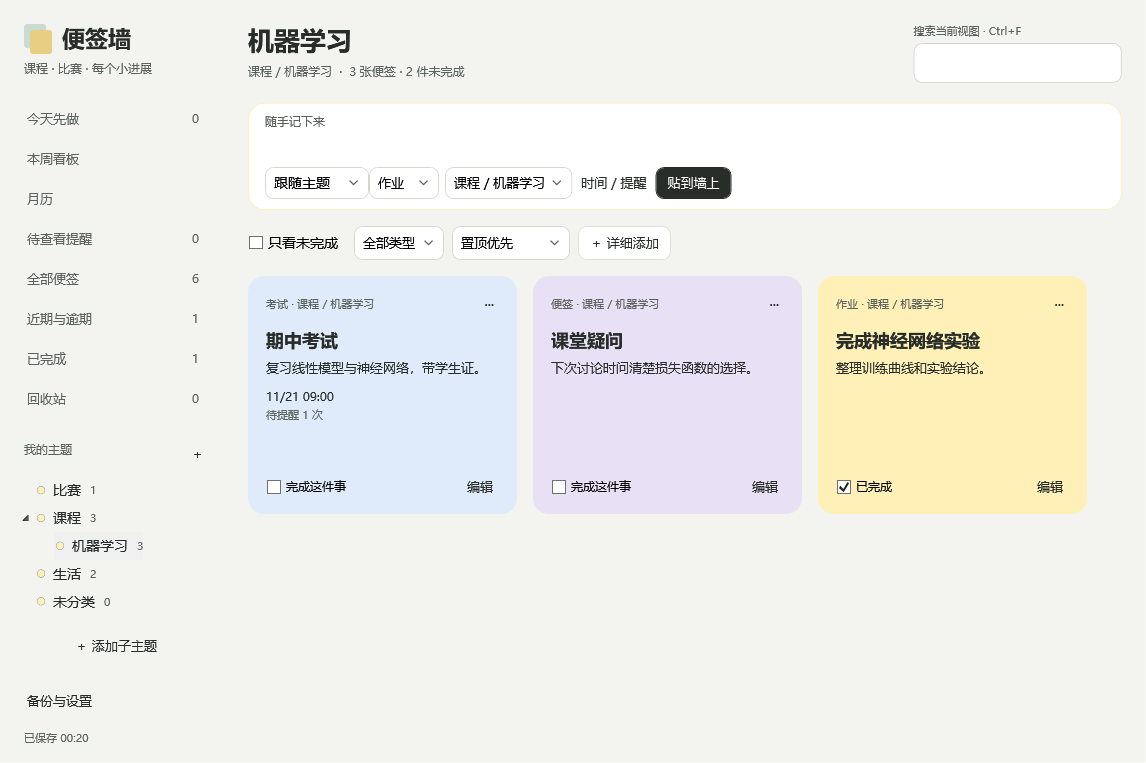 便签墙
课程 · 比赛 · 每个小进展
今天先做 0
本周看板
月历
待查看提醒 0
全部便签 6
近期与逾期 1
已完成 1
回收站 0
我的主题 +
比赛 1
课程 3
机器学习 3
生活 2
未分类 0
+ 添加子主题
备份与设置
已保存 00:20
机器学习
课程 / 机器学习 · 3 张便签 · 2 件未完成
搜索当前视图 · Ctrl+F
随手记下来
跟随主题 作业 课程 / 机器学习 时间 / 提醒 贴到墙上
只看未完成 全部类型 置顶优先 + 详细添加
考试 · 课程 / 机器学习 ···
期中考试
复习线性模型与神经网络，带学生证。
11/21 09:00
待提醒 1 次
完成这件事 编辑
便签 · 课程 / 机器学习 ···
课堂疑问
下次讨论时问清楚损失函数的选择。
完成这件事 编辑
作业 · 课程 / 机器学习 ···
完成神经网络实验
整理训练曲线和实验结论。
已完成 编辑